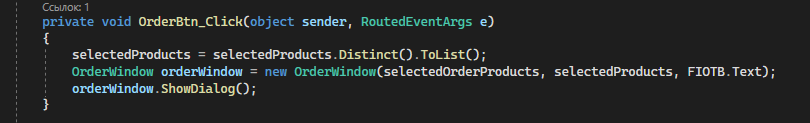 Ссылок: 1
private void OrderBtn_Click(object sender, RoutedEventArgs e)
{
selectedProducts = selectedProducts.Distinct().ToList();
OrderWindow orderWindow = new OrderWindow(selectedOrderProducts, selectedProducts, FIOTB.Text);
orderWindow.ShowDialog();
}